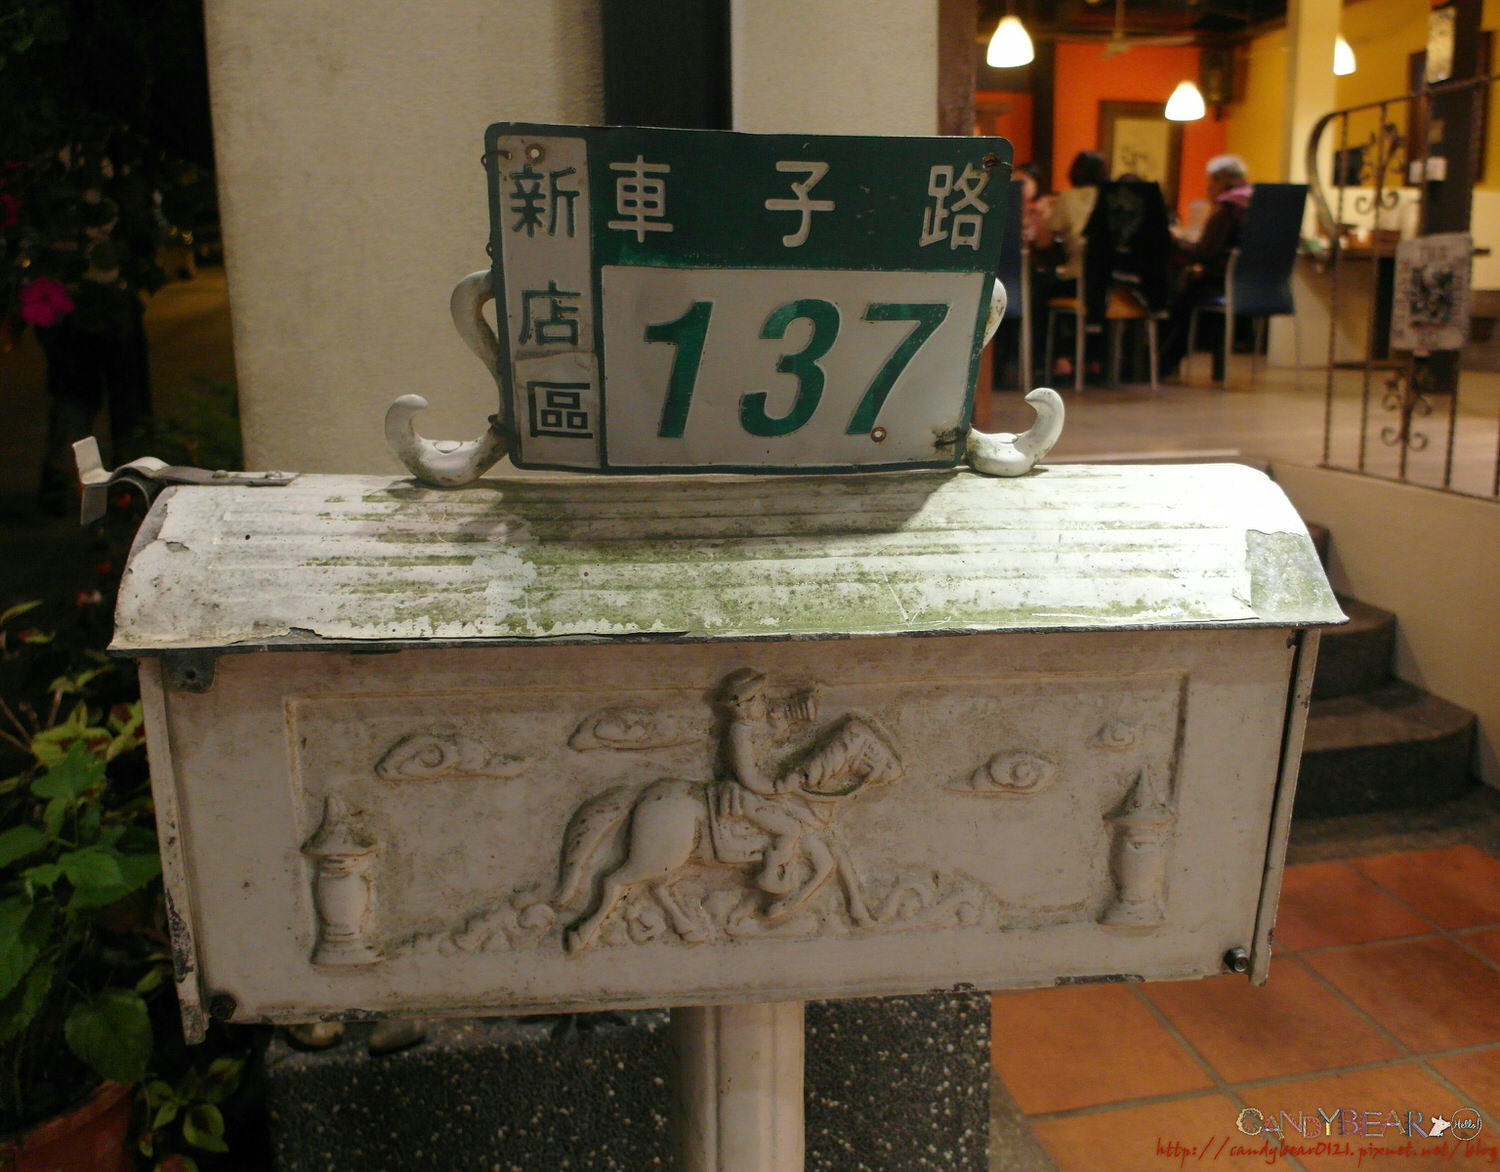 新店區
車子路
137
CANDYBEAR Hello!
http://candybear0121.pixnet.net/blog